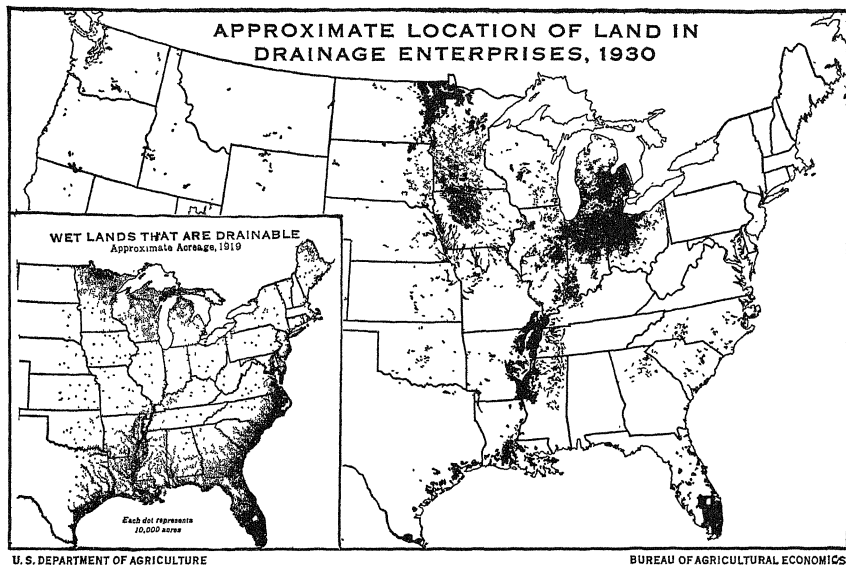 APPROXIMATE LOCATION OF LAND IN
DRAINAGE ENTERPRISES, 1930
WET LANDS THAT ARE DRAINABLE
Approximate Acreage, 1919
Each dot represents
10,000 acres
U.S. DEPARTMENT OF AGRICULTURE
BUREAU OF AGRICULTURAL ECONOMICS